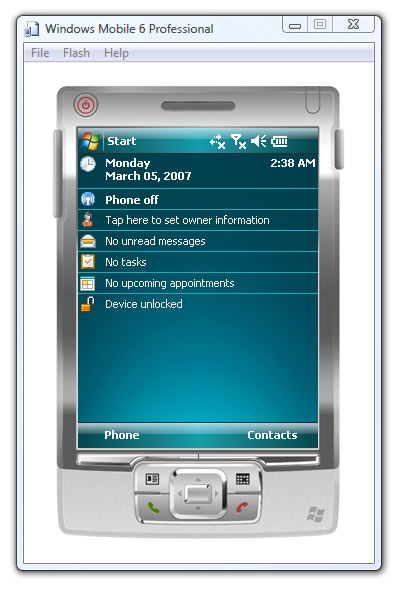 Windows Mobile 6 Professional
File Flash Help
Start
Monday 2:38 AM
March 05, 2007
Phone off
Tap here to set owner information
No unread messages
No tasks
No upcoming appointments
Device unlocked
Phone Contacts